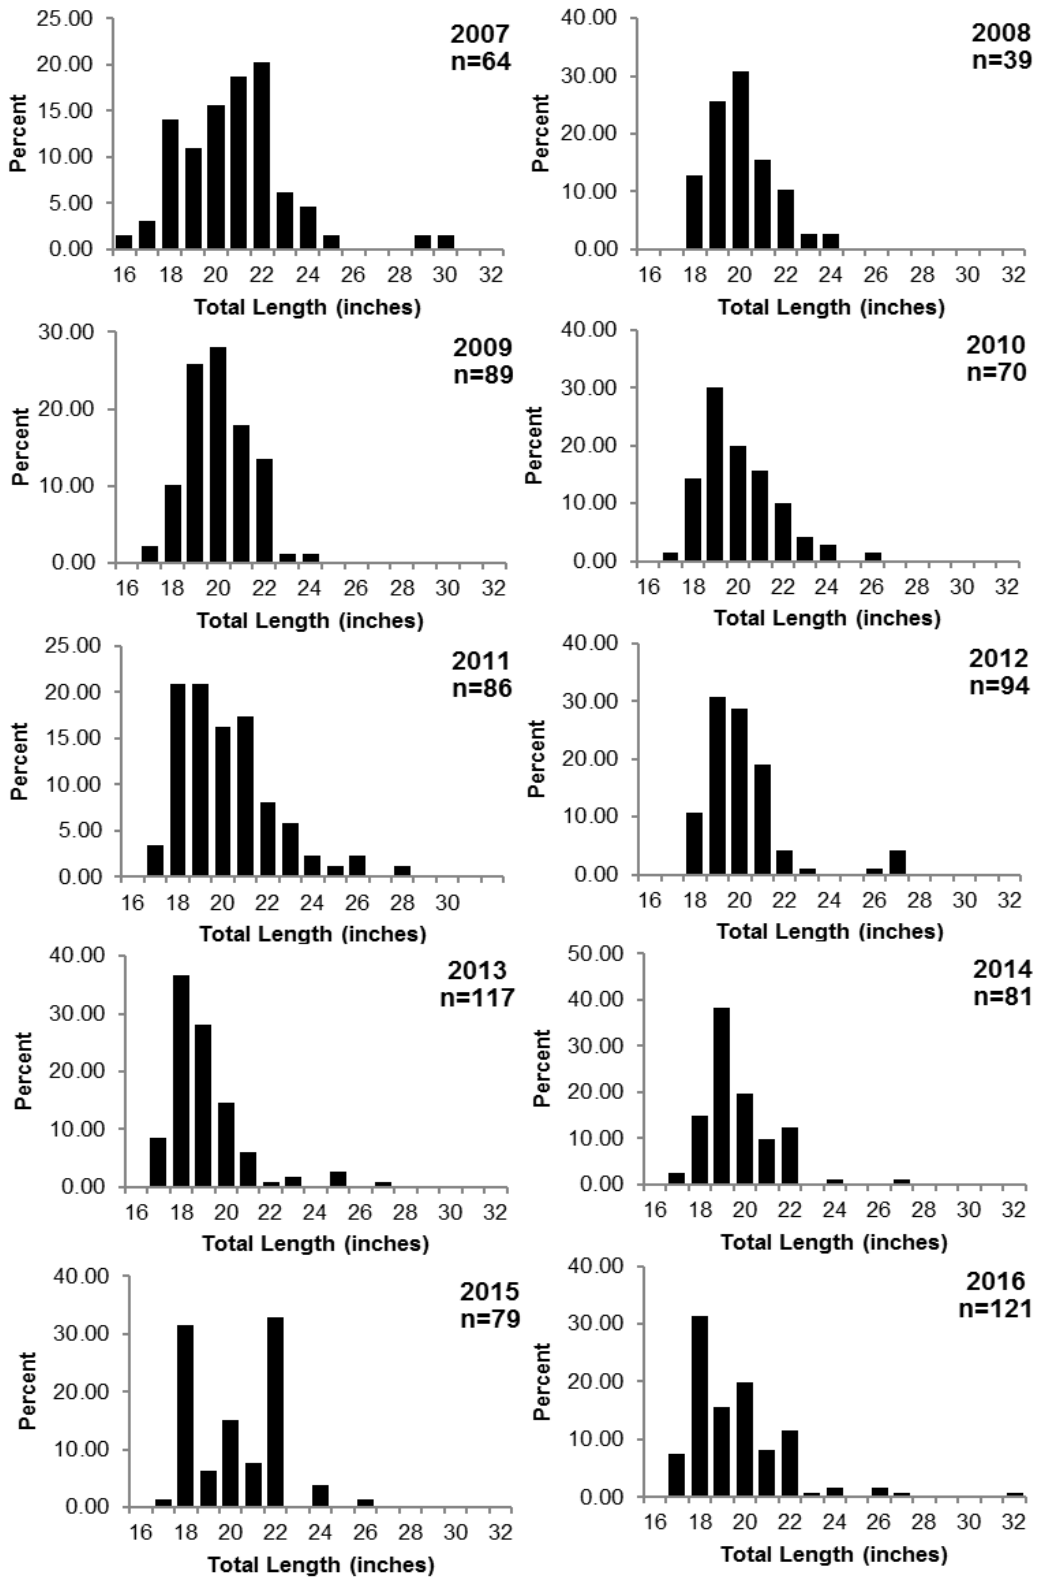 25.00
20.00
15.00
10.00
5.00
0.00
Percent
2007
n=64
16 18 20 22 24 26 28 30 32
Total Length (inches)
40.00
30.00
20.00
10.00
0.00
Percent
2008
n=39
16 18 20 22 24 26 28 30 32
Total Length (inches)
30.00
20.00
10.00
0.00
Percent
2009
n=89
16 18 20 22 24 26 28 30 32
Total Length (inches)
40.00
30.00
20.00
10.00
0.00
Percent
2010
n=70
16 18 20 22 24 26 28 30 32
Total Length (inches)
25.00
20.00
15.00
10.00
5.00
0.00
Percent
2011
n=86
16 18 20 22 24 26 28 30
Total Length (inches)
40.00
30.00
20.00
10.00
0.00
Percent
2012
n=94
16 18 20 22 24 26 28 30 32
Total Length (inches)
40.00
30.00
20.00
10.00
0.00
Percent
2013
n=117
16 18 20 22 24 26 28 30 32
Total Length (inches)
50.00
40.00
30.00
20.00
10.00
0.00
Percent
2014
n=81
16 18 20 22 24 26 28 30 32
Total Length (inches)
40.00
30.00
20.00
10.00
0.00
Percent
2015
n=79
16 18 20 22 24 26 28 30 32
Total Length (inches)
40.00
30.00
20.00
10.00
0.00
Percent
2016
n=121
16 18 20 22 24 26 28 30 32
Total Length (inches)